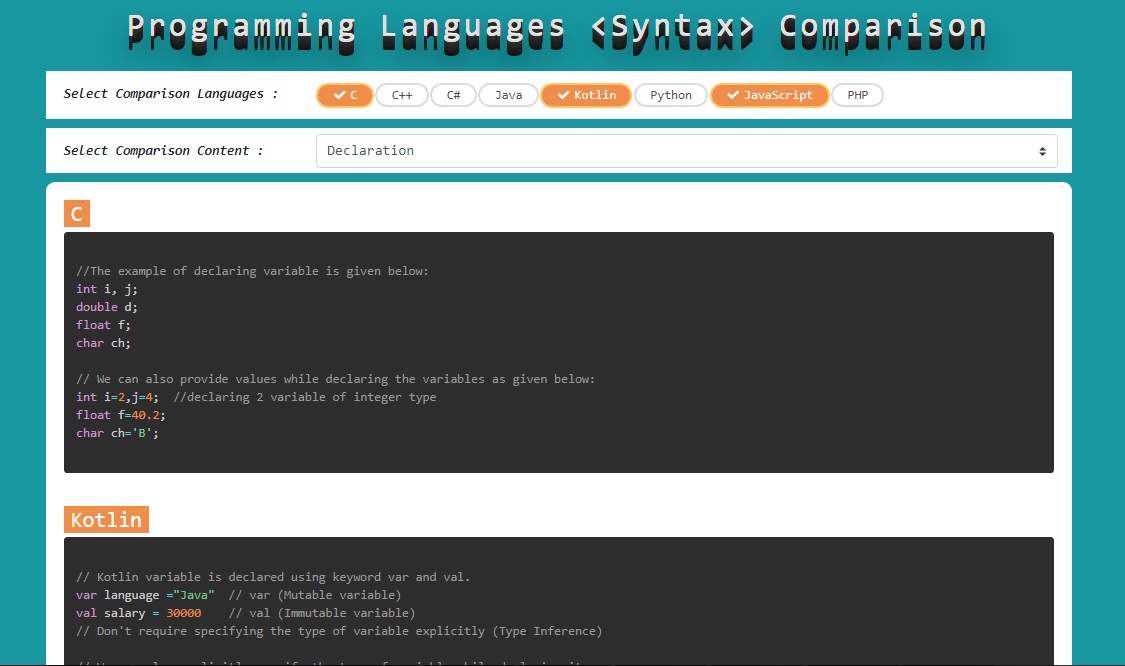 Programming Languages <Syntax> Comparison
Select Comparison Languages :
C C++ C# Java Kotlin Python JavaScript PHP
Select Comparison Content :
Declaration
C
//The example of declaring variable is given below:
int i, j;
double d;
float f;
char ch;
// We can also provide values while declaring the variables as given below:
int i=2,j=4;  //declaring 2 variable of integer type
float f=40.2;
char ch='B';
Kotlin
// Kotlin variable is declared using keyword var and val.
var language ="Java"  // var (Mutable variable)
val salary = 30000    // val (Immutable variable)
// Don't require specifying the type of variable explicitly (Type Inference)